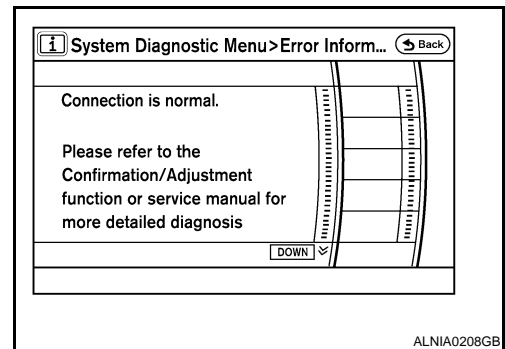 i System Diagnostic Menu>Error Inform... Back
Connection is normal.
Please refer to the
Confirmation/Adjustment
function or service manual for
more detailed diagnosis
DOWN
ALNIA0208GB